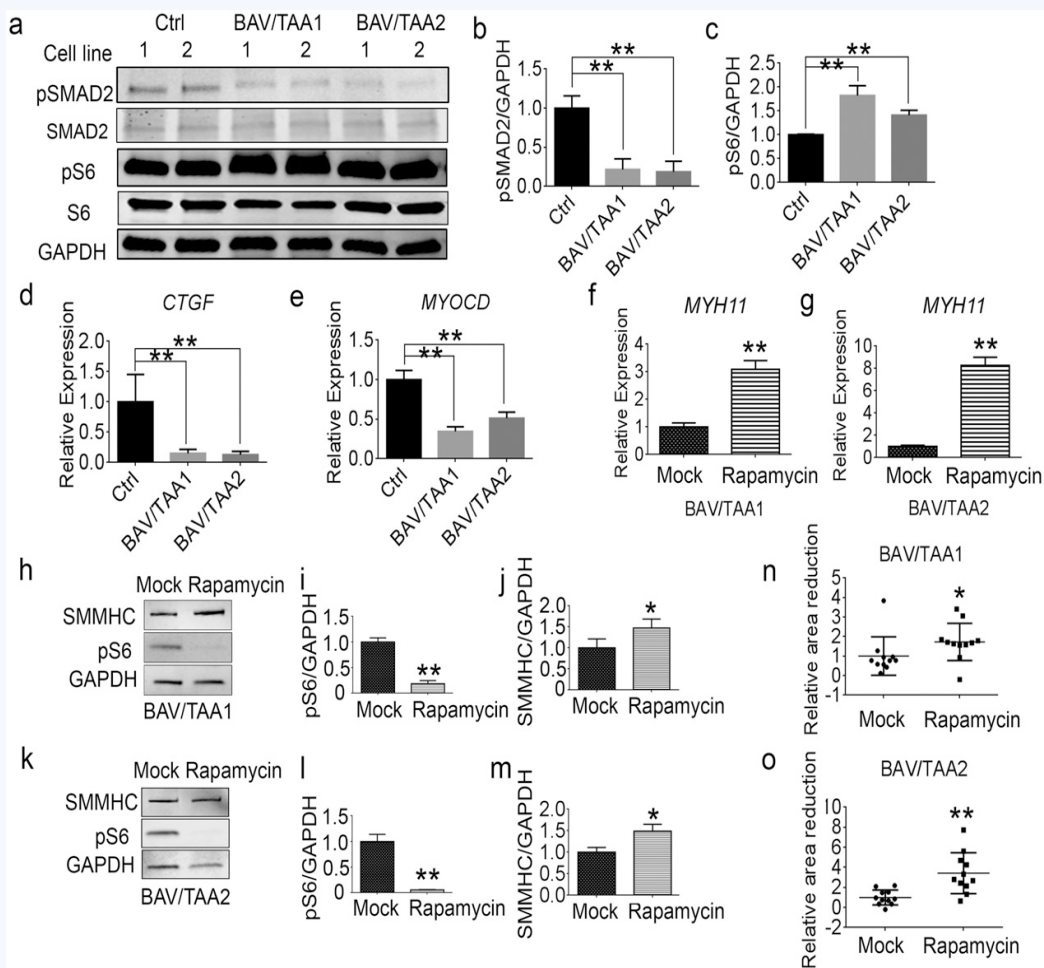 a
Ctrl BAV/TAA1 BAV/TAA2
Cell line 1 2 1 2 1 2
pSMAD2
SMAD2
pS6
S6
GAPDH
b
pSMAD2/GAPDH
1.5
1.0
0.5
0.0
** **
Ctrl
BAV/TAA1
BAV/TAA2
c
pS6/GAPDH
2.5
2.0
1.5
1.0
0.5
0.0
** **
Ctrl
BAV/TAA1
BAV/TAA2
d
CTGF
Relative Expression
2.0
1.5
1.0
0.5
0.0
** **
Ctrl
BAV/TAA1
BAV/TAA2
e
MYOCD
Relative Expression
1.5
1.0
0.5
0.0
** **
Ctrl
BAV/TAA1
BAV/TAA2
f
MYH11
Relative Expression
4
3
2
1
0
**
Mock Rapamycin
BAV/TAA1
g
MYH11
Relative Expression
10
8
6
4
2
0
**
Mock Rapamycin
BAV/TAA2
h
Mock Rapamycin
SMMHC
pS6
GAPDH
BAV/TAA1
i
pS6/GAPDH
1.5
1.0
0.5
0
**
Mock Rapamycin
j
SMMHC/GAPDH
2.0
1.5
1.0
0.5
0.0
*
Mock Rapamycin
n
BAV/TAA1
Relative area reduction
5
4
3
2
1
0
-1
*
Mock Rapamycin
k
Mock Rapamycin
SMMHC
pS6
GAPDH
BAV/TAA2
l
pS6/GAPDH
1.5
1.0
0.5
0
**
Mock Rapamycin
m
SMMHC/GAPDH
2.0
1.5
1.0
0.5
0.0
*
Mock Rapamycin
o
BAV/TAA2
Relative area reduction
10
8
6
4
2
0
-2
**
Mock Rapamycin